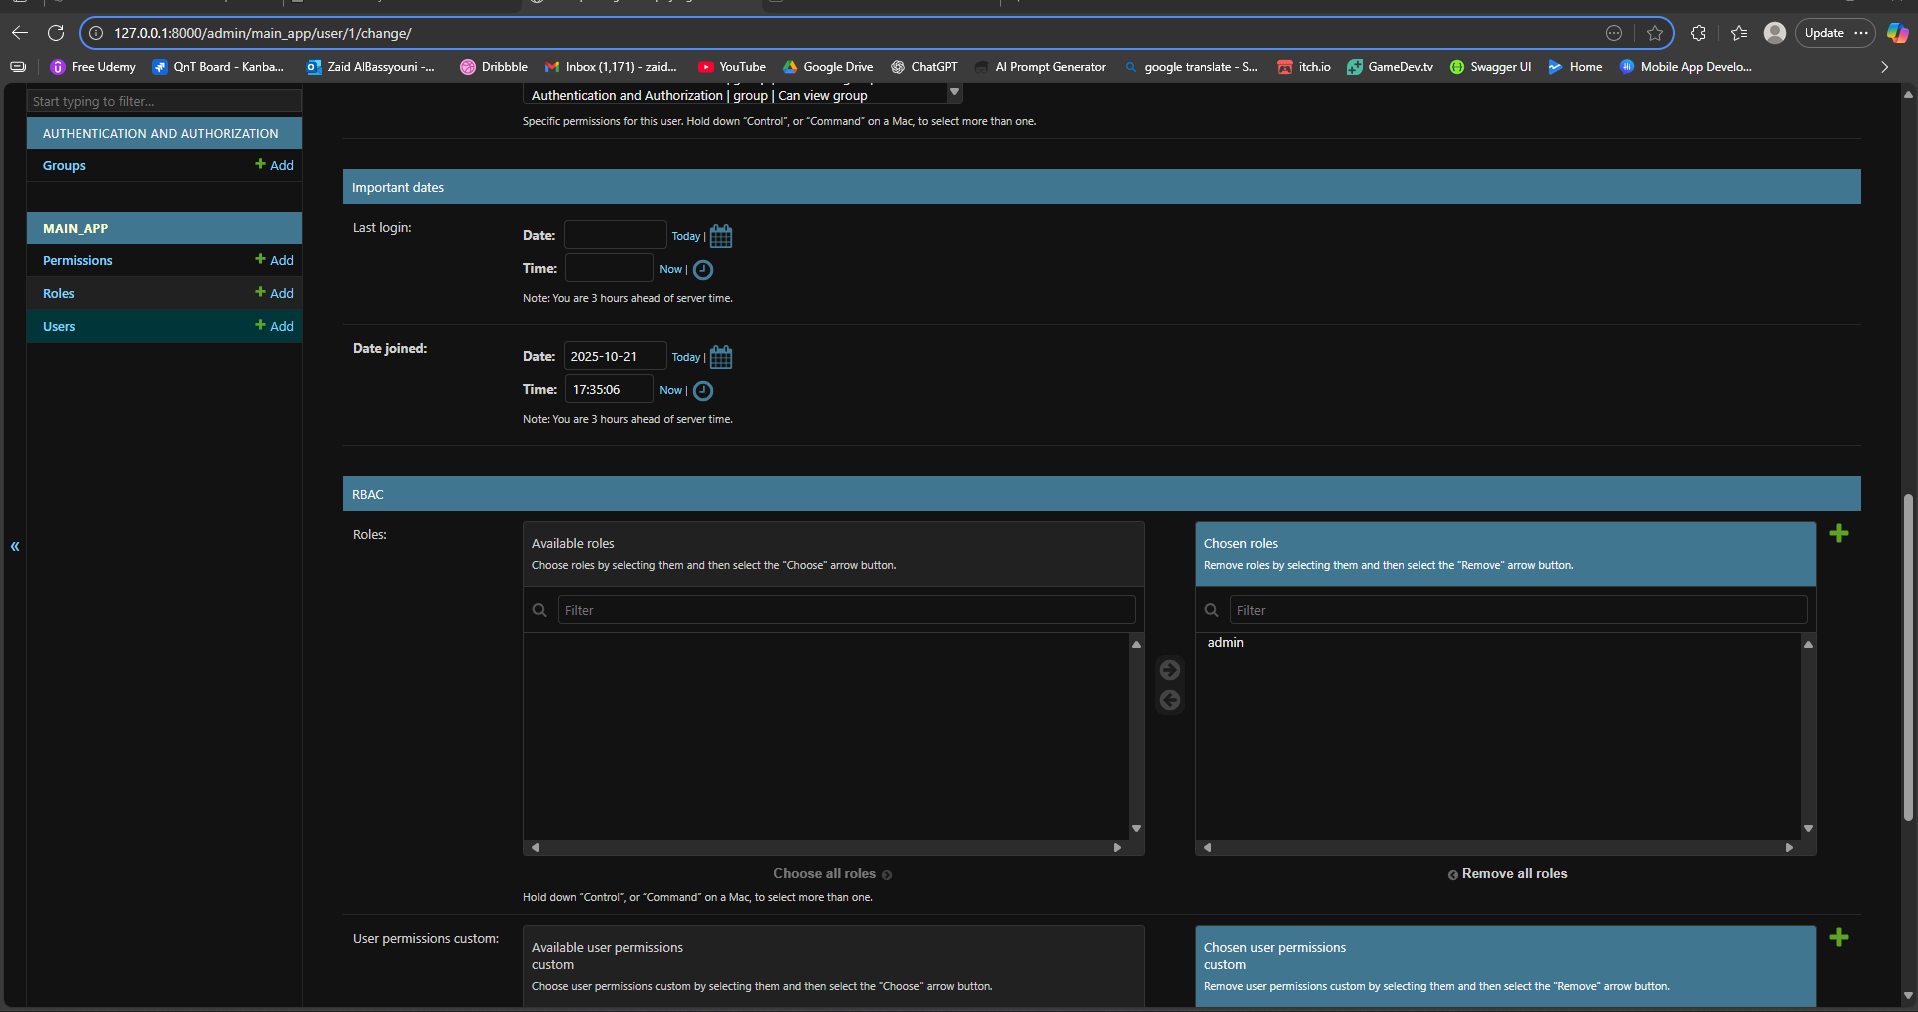 127.0.0.1:8000/admin/main_app/user/1/change/
Update
Free Udemy
QnT Board - Kanba...
Zaid AlBassyouni -...
Dribbble
Inbox (1,171) - zaid...
YouTube
Google Drive
ChatGPT
AI Prompt Generator
google translate - S...
itch.io
GameDev.tv
Swagger UI
Home
Mobile App Develo...
Start typing to filter...
AUTHENTICATION AND AUTHORIZATION
Groups
Add
MAIN_APP
Permissions
Add
Roles
Add
Users
Add
«
Authentication and Authorization | group | Can view group
Specific permissions for this user. Hold down “Control”, or “Command” on a Mac, to select more than one.
Important dates
Last login:
Date:
Today |
Time:
Now |
Note: You are 3 hours ahead of server time.
Date joined:
Date: 2025-10-21 Today |
Time: 17:35:06 Now |
Note: You are 3 hours ahead of server time.
RBAC
Roles:
Available roles
Choose roles by selecting them and then select the "Choose" arrow button.
Filter
Choose all roles
Chosen roles
Remove roles by selecting them and then select the "Remove" arrow button.
Filter
admin
Remove all roles
Hold down “Control”, or “Command” on a Mac, to select more than one.
User permissions custom:
Available user permissions
custom
Choose user permissions custom by selecting them and then select the "Choose" arrow button.
Chosen user permissions
custom
Remove user permissions custom by selecting them and then select the "Remove" arrow button.